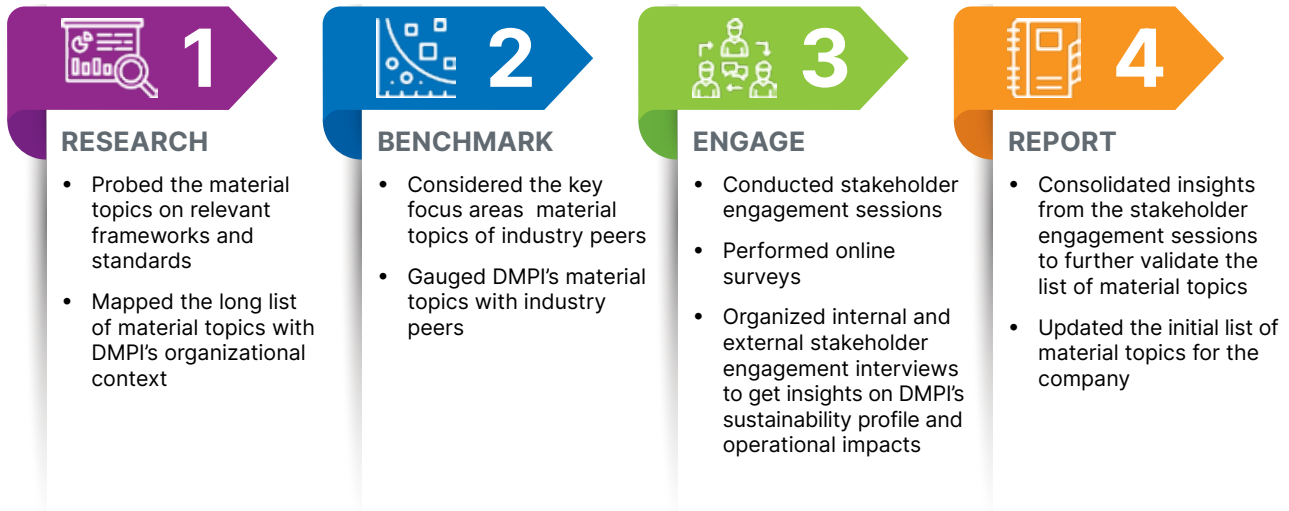 1
RESEARCH
• Probed the material
topics on relevant
frameworks and
standards
• Mapped the long list
of material topics with
DMPI’s organizational
context
2
BENCHMARK
• Considered the key
focus areas  material
topics of industry peers
• Gauged DMPI’s material
topics with industry
peers
3
ENGAGE
• Conducted stakeholder
engagement sessions
• Performed online
surveys
• Organized internal and
external stakeholder
engagement interviews
to get insights on DMPI’s
sustainability profile and
operational impacts
4
REPORT
• Consolidated insights
from the stakeholder
engagement sessions
to further validate the
list of material topics
• Updated the initial list of
material topics for the
company